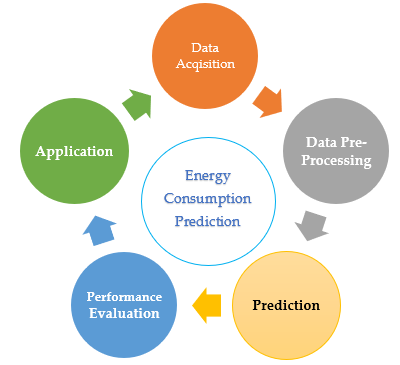 Data
Acqisition
Data Pre-
Processing
Prediction
Performance
Evaluation
Application
Energy
Consumption
Prediction